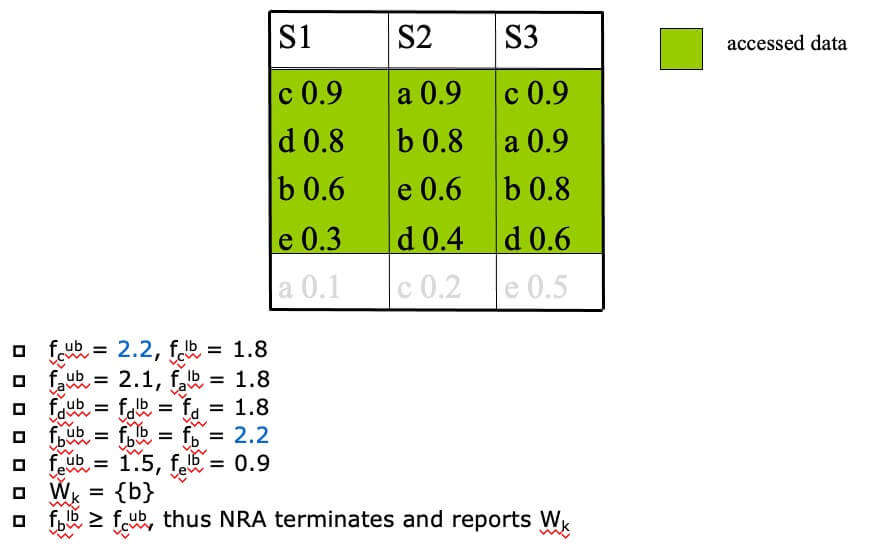 S1 S2 S3
accessed data
c 0.9 a 0.9 c 0.9
d 0.8 b 0.8 a 0.9
b 0.6 e 0.6 b 0.8
e 0.3 d 0.4 d 0.6
a 0.1 c 0.2 e 0.5
f_c^ub = 2.2, f_c^lb = 1.8
f_a^ub = 2.1, f_a^lb = 1.8
f_d^ub = f_d^lb = f_d = 1.8
f_b^ub = f_b^lb = f_b = 2.2
f_e^ub = 1.5, f_e^lb = 0.9
W_k = {b}
f_b^lb ≥ f_c^ub, thus NRA terminates and reports W_k